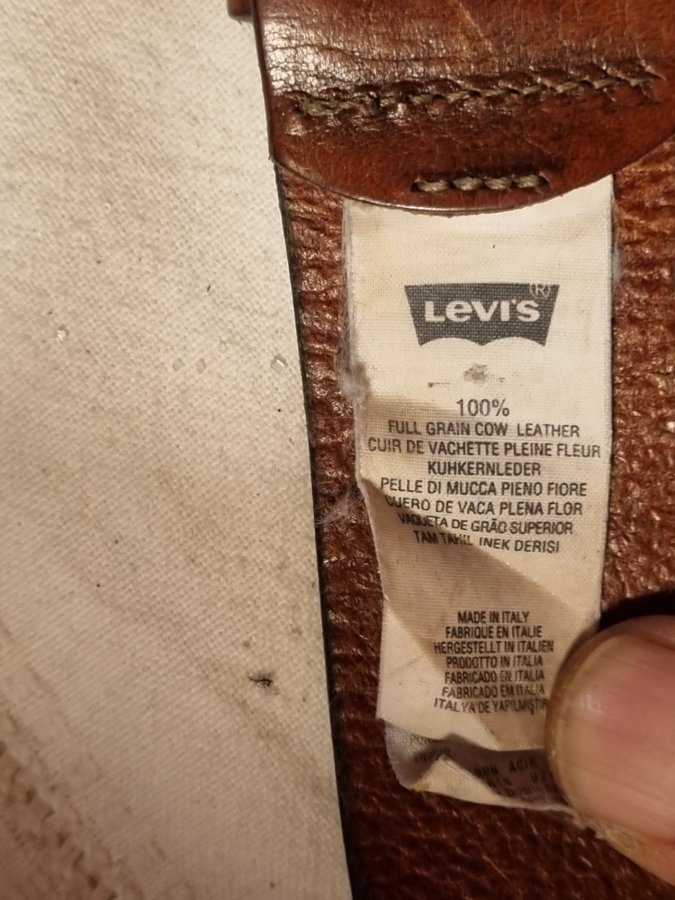 Levi's®
100%
FULL GRAIN COW LEATHER
CUIR DE VACHETTE PLEINE FLEUR
KUHKERNLEDER
PELLE DI MUCCA PIENO FIORE
CUERO DE VACA PLENA FLOR
VAQUETA DE GRÃO SUPERIOR
TAM TAHIL INEK DERISI
MADE IN ITALY
FABRIQUE EN ITALIE
HERGESTELLT IN ITALIEN
PRODOTTO IN ITALIA
FABRICADO EN ITALIA
FABRICADO EM ITALIA
ITALYA DE YAPILMIŞTIR